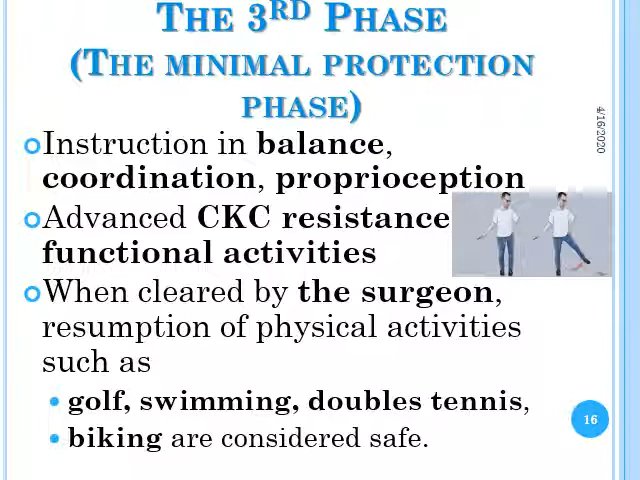 THE 3RD PHASE
(THE MINIMAL PROTECTION
PHASE)
4/16/2020
Instruction in balance,
coordination, proprioception
Advanced CKC resistance
functional activities
When cleared by the surgeon,
resumption of physical activities
such as
golf, swimming, doubles tennis,
biking are considered safe.
16